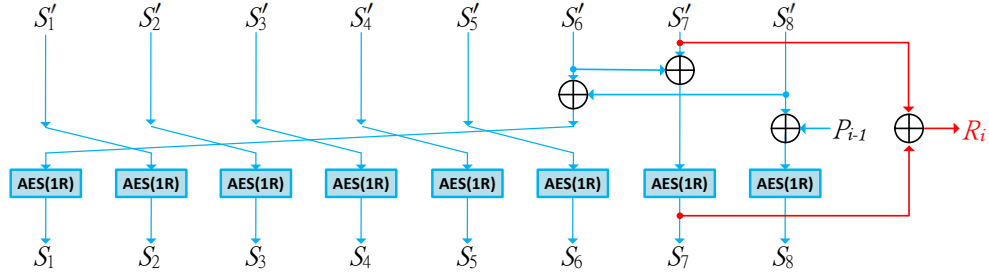 S′1 S′2 S′3 S′4 S′5 S′6 S′7 S′8
Pi-1 Ri
AES(1R) AES(1R) AES(1R) AES(1R) AES(1R) AES(1R) AES(1R) AES(1R)
S1 S2 S3 S4 S5 S6 S7 S8